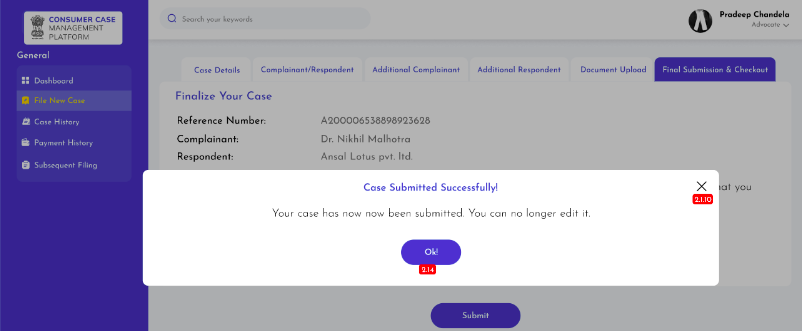 CONSUMER CASE
MANAGEMENT
PLATFORM
Search your keywords
Pradeep Chandela
Advocate
General
Dashboard
File New Case
Case History
Payment History
Subsequent Filing
Case Details
Complainant/Respondent
Additional Complainant
Additional Respondent
Document Upload
Final Submission & Checkout
Finalize Your Case
Reference Number: A200006538898923628
Complainant: Dr. Nikhil Malhotra
Respondent: Ansal Lotus pvt. ltd.
you
Case Submitted Successfully!
2.1.10
Your case has now now been submitted. You can no longer edit it.
Ok!
2.14
Submit